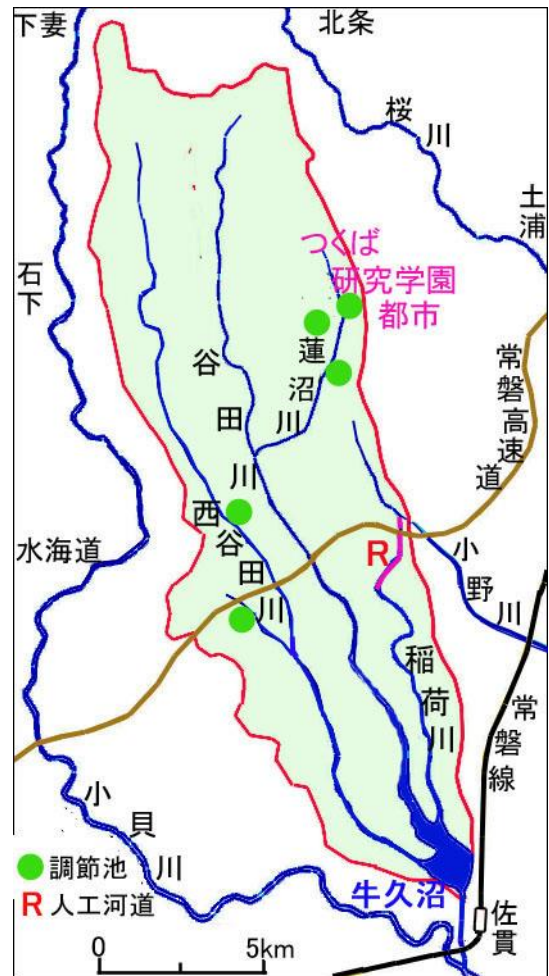 下妻
北条
桜川
土浦
つくば
研究学園
都市
石下
谷田川
蓮沼川
常磐高速道
西谷田川
水海道
R
小野川
稲荷川
常磐線
小貝川
調節池
R 人工河道
牛久沼
佐貫
0 5km